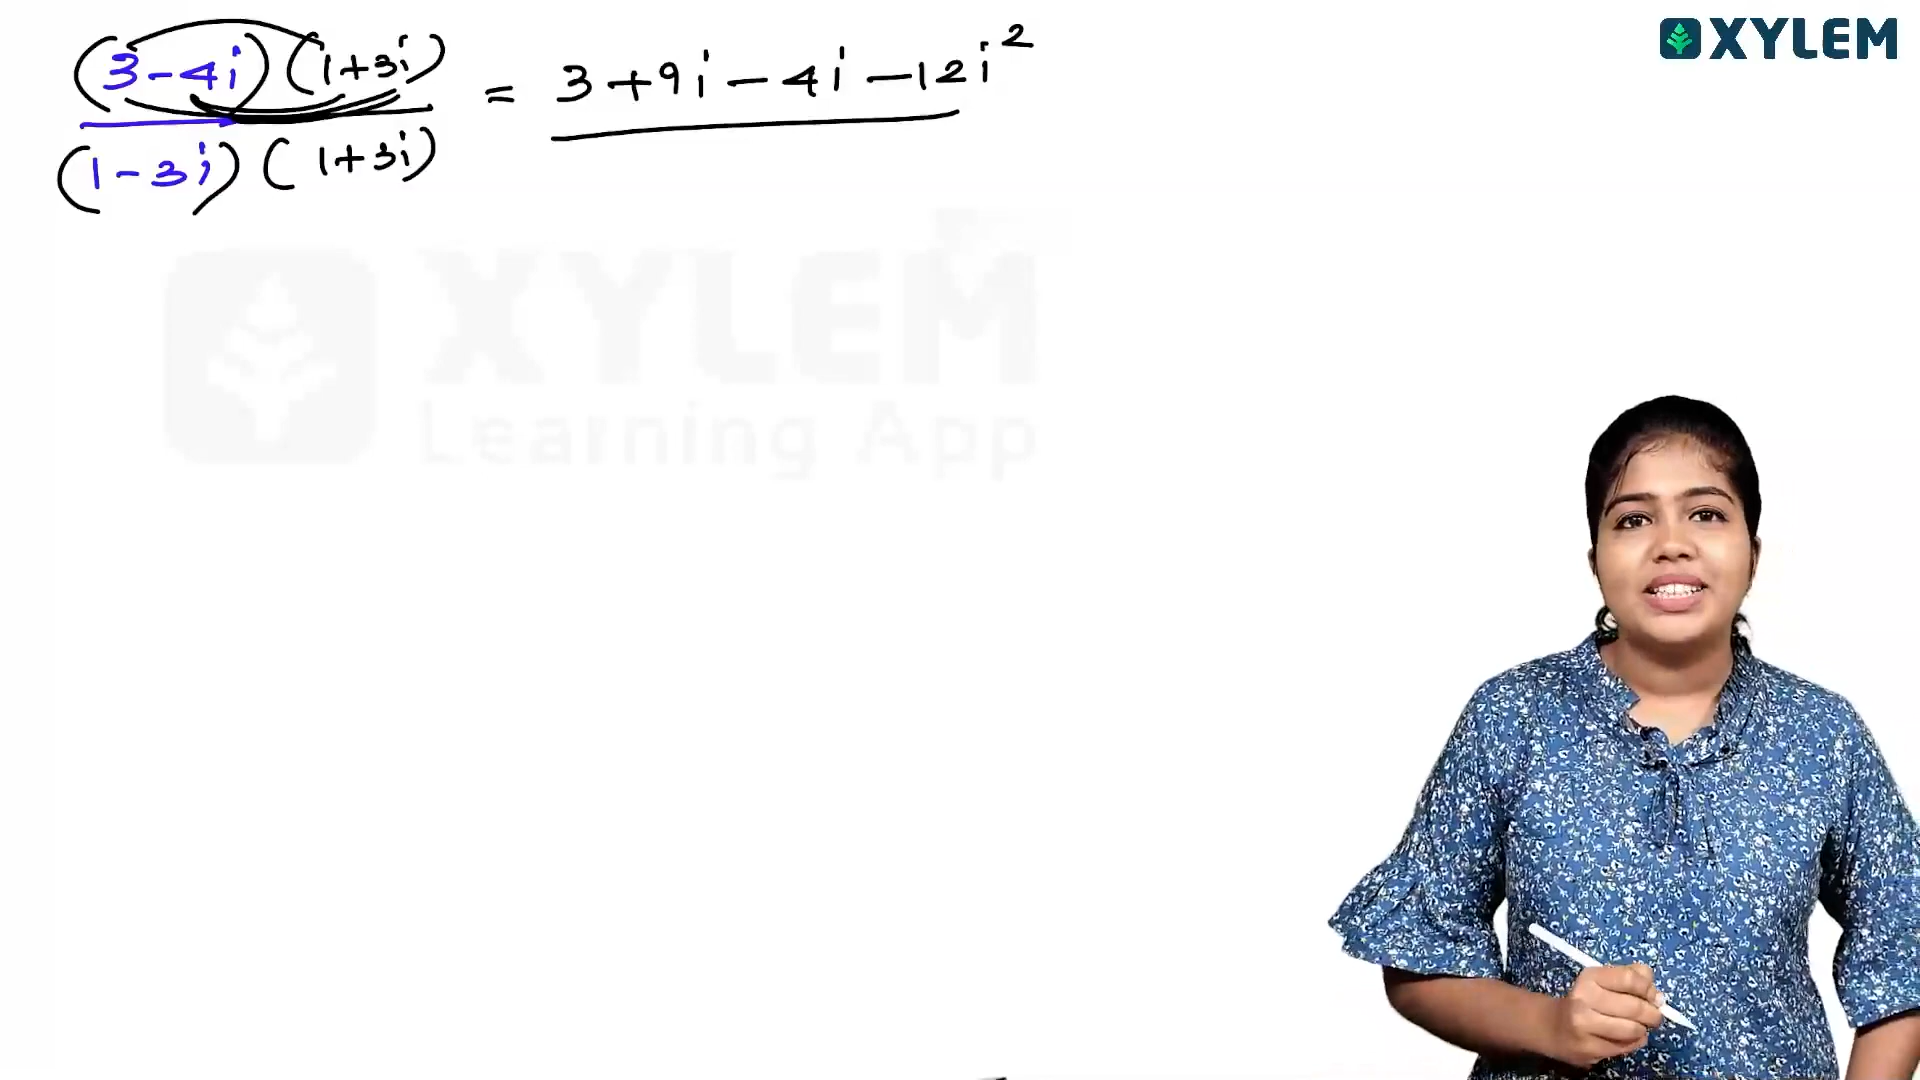 (3-4i)(1+3i) = 3+9i-4i-12i²
(1-3i)(1+3i)
XYLEM
XYLEM
Learning App